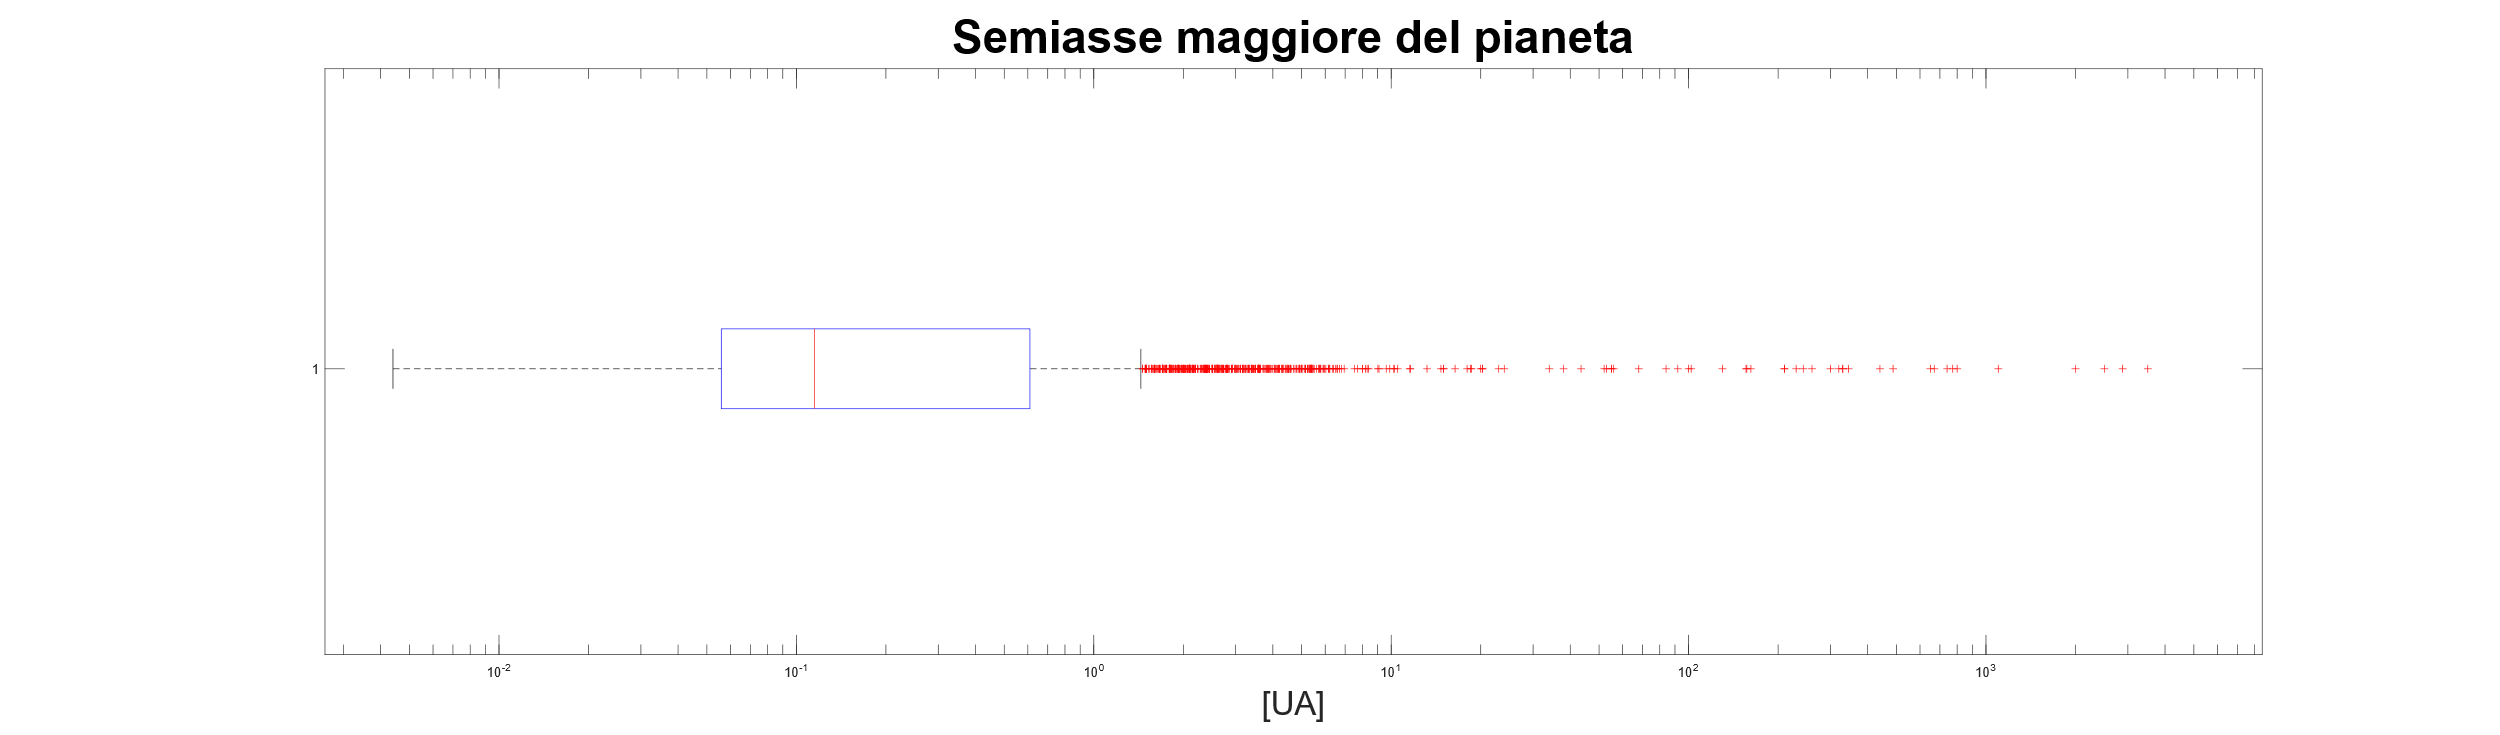 Semiasse maggiore del pianeta
1
10^-2 10^-1 10^0 10^1 10^2 10^3
[UA]